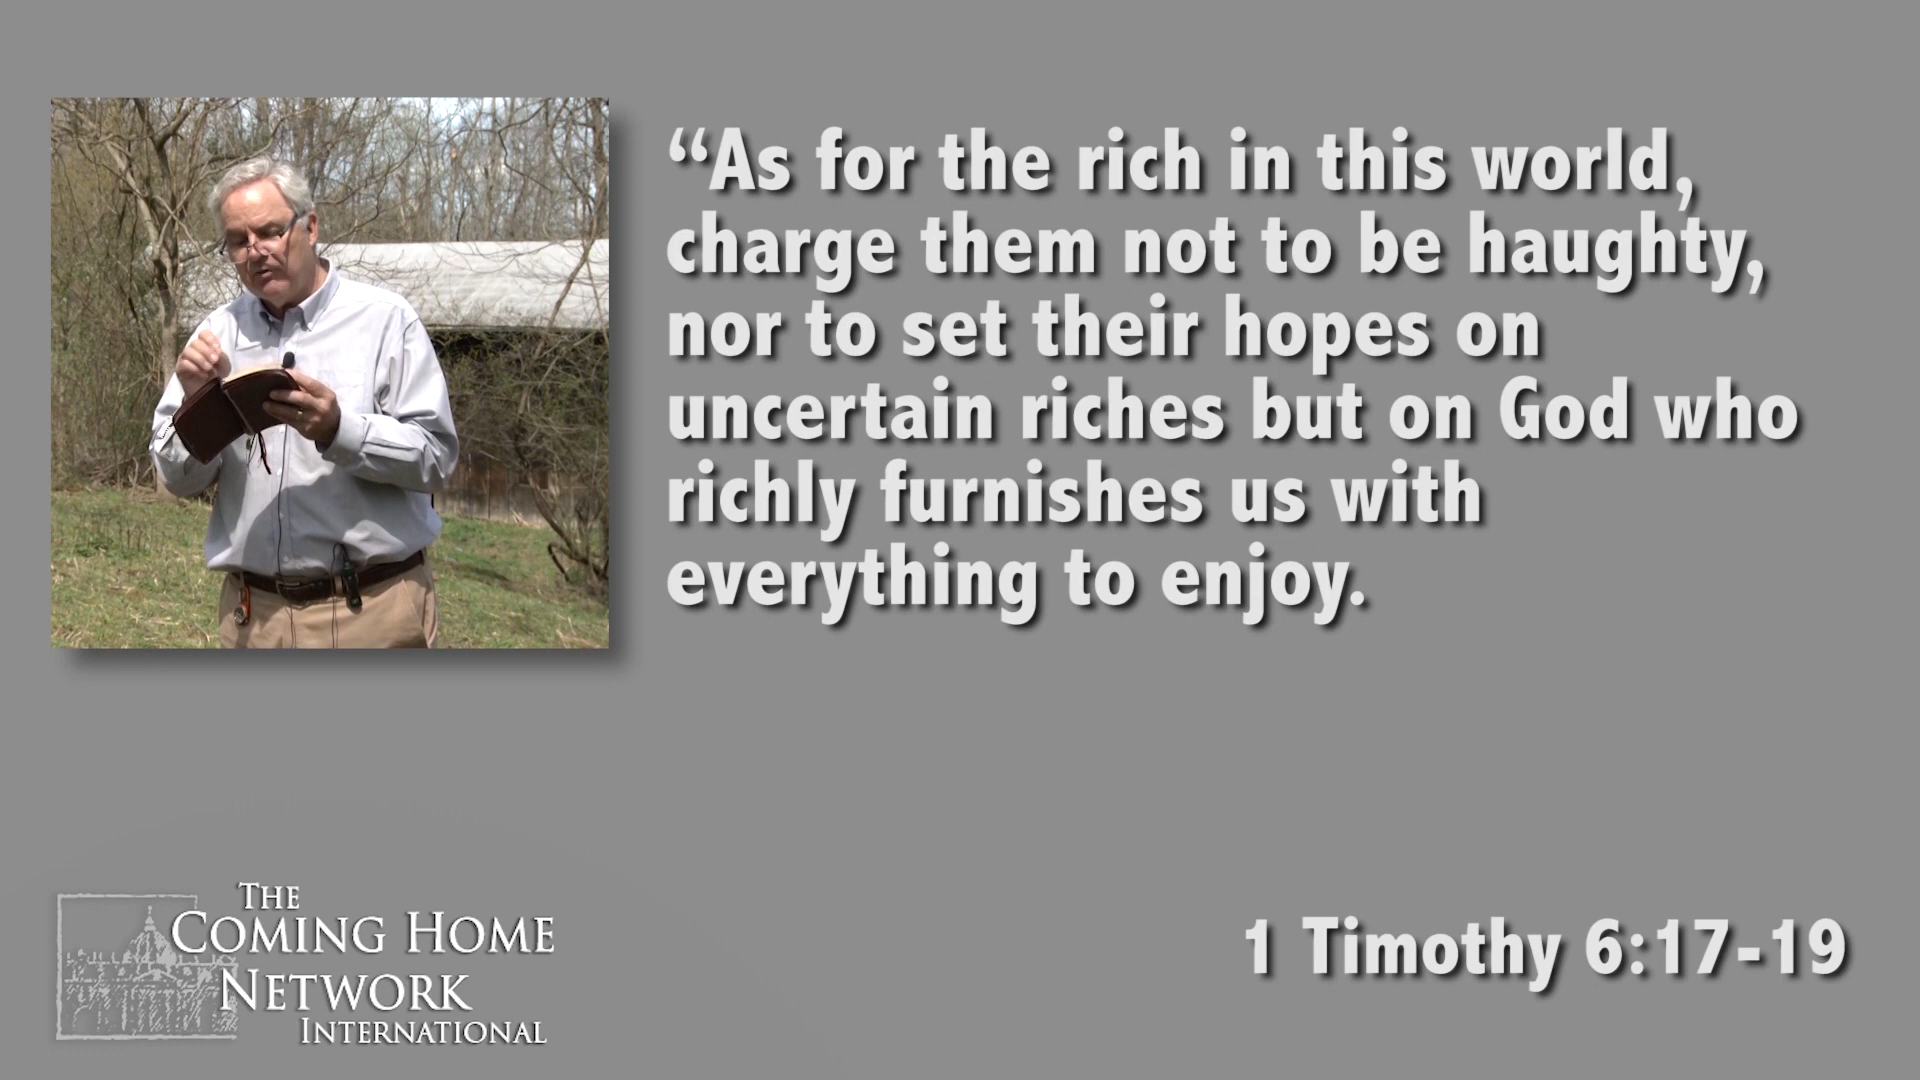 “As for the rich in this world,
charge them not to be haughty,
nor to set their hopes on
uncertain riches but on God who
richly furnishes us with
everything to enjoy.
1 Timothy 6:17-19
The
Coming Home
Network
International